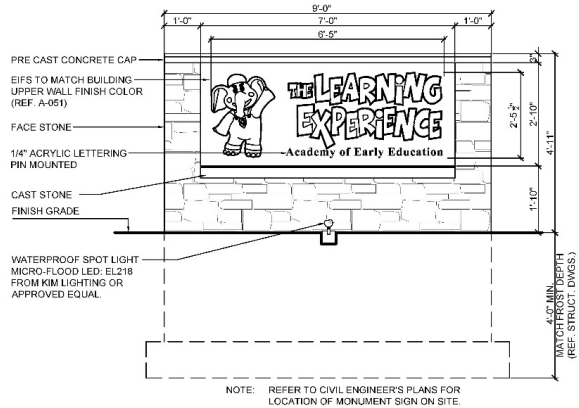 9'-0"
1'-0"
7'-0"
1'-0"
6'-5"
PRE CAST CONCRETE CAP
EIFS TO MATCH BUILDING
UPPER WALL FINISH COLOR
(REF. A-051)
FACE STONE
1/4" ACRYLIC LETTERING
PIN MOUNTED
CAST STONE
FINISH GRADE
THE LEARNING
EXPERIENCE
Academy of Early Education
3"
2'-5 1/2"
2'-10"
4'-11"
1'-10"
WATERPROOF SPOT LIGHT
MICRO-FLOOD LED: EL218
FROM KIM LIGHTING OR
APPROVED EQUAL.
4'-0" MIN.
MATCH FROST DEPTH
(REF. STRUCT. DWGS.)
NOTE: REFER TO CIVIL ENGINEER'S PLANS FOR
LOCATION OF MONUMENT SIGN ON SITE.